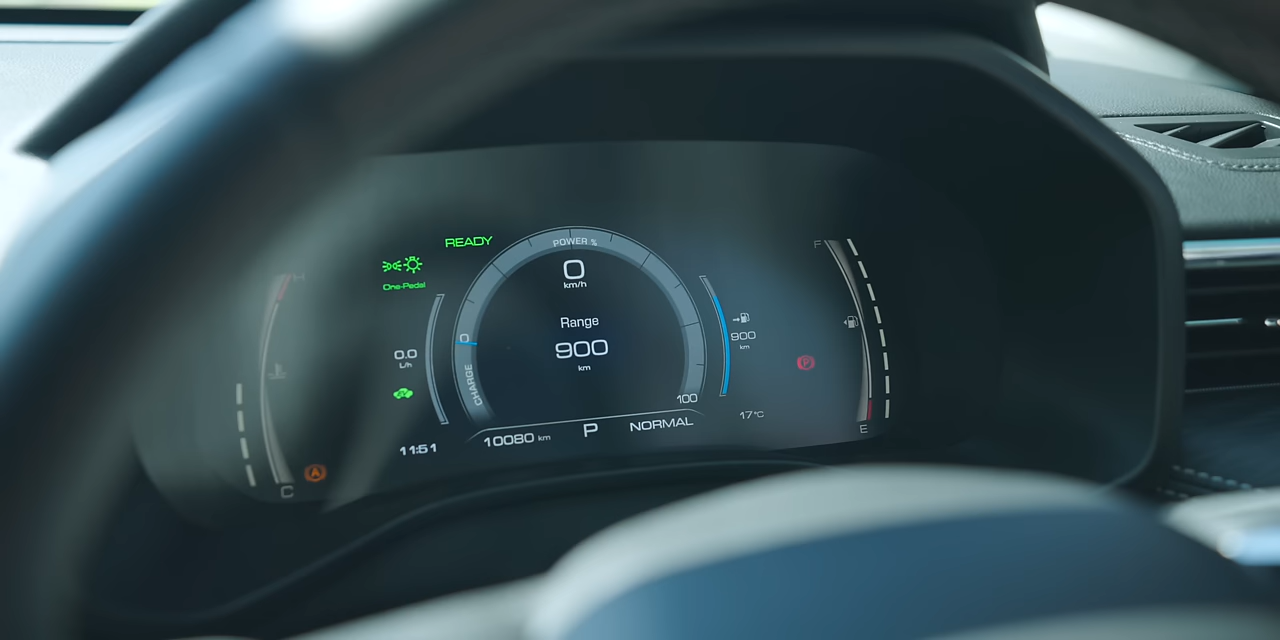 READY
One-Pedal
POWER %
0
km/h
Range
900
km
0
CHARGE
100
0.0
L/h
11:51
10080 km
P
NORMAL
900
km
17°C
H
C
A
F
E
P